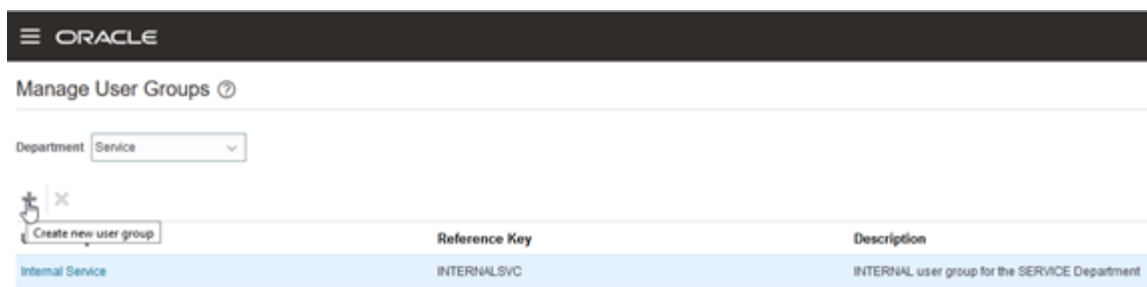 ORACLE
Manage User Groups
Department Service
Create new user group
Reference Key Description
Internal Service INTERNALSVC INTERNAL user group for the SERVICE Department